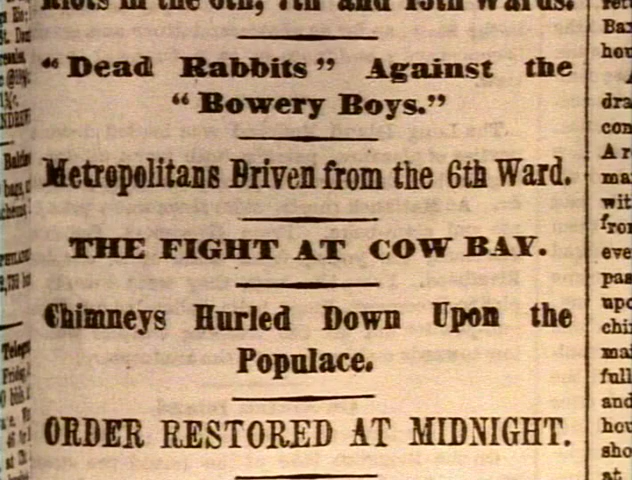 Riots in the 6th, 7th and 13th Wards.
"Dead Rabbits" Against the
"Bowery Boys."
Metropolitans Driven from the 6th Ward.
THE FIGHT AT COW BAY.
Chimneys Hurled Down Upon the
Populace.
ORDER RESTORED AT MIDNIGHT.